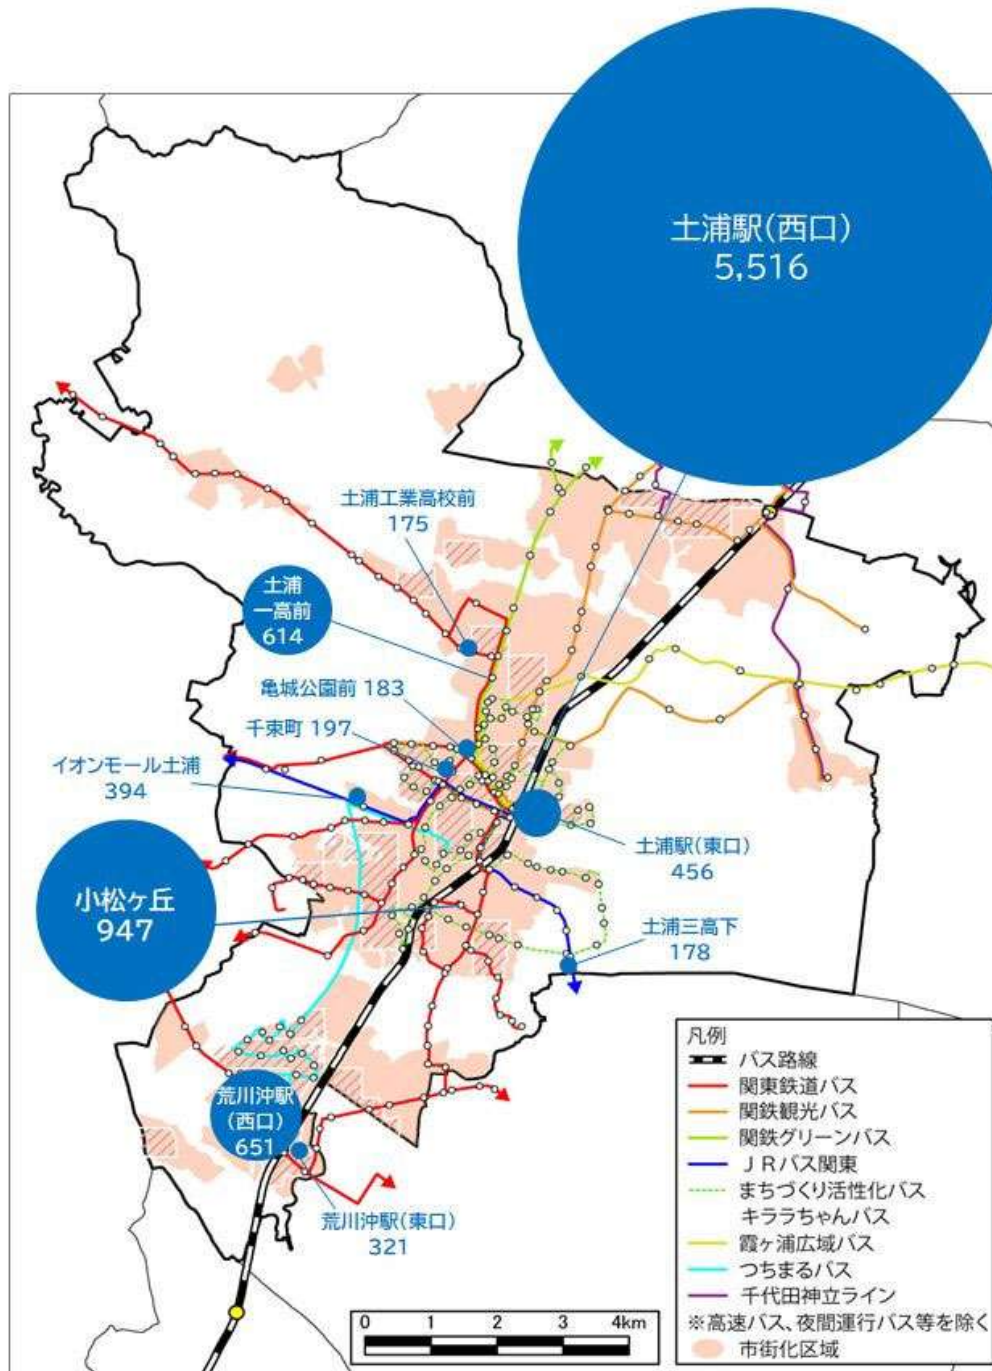 土浦駅(西口)
5,516
土浦工業高校前
175
土浦
一高前
614
亀城公園前 183
千束町 197
イオンモール土浦
394
土浦駅(東口)
456
小松ヶ丘
947
土浦三高下
178
荒川沖駅
(西口)
651
荒川沖駅(東口)
321
凡例
バス路線
関東鉄道バス
関鉄観光バス
関鉄グリーンバス
JRバス関東
まちづくり活性化バス
キララちゃんバス
霞ヶ浦広域バス
つちまるバス
千代田神立ライン
※高速バス、夜間運行バス等を除く
市街化区域
0 1 2 3 4km